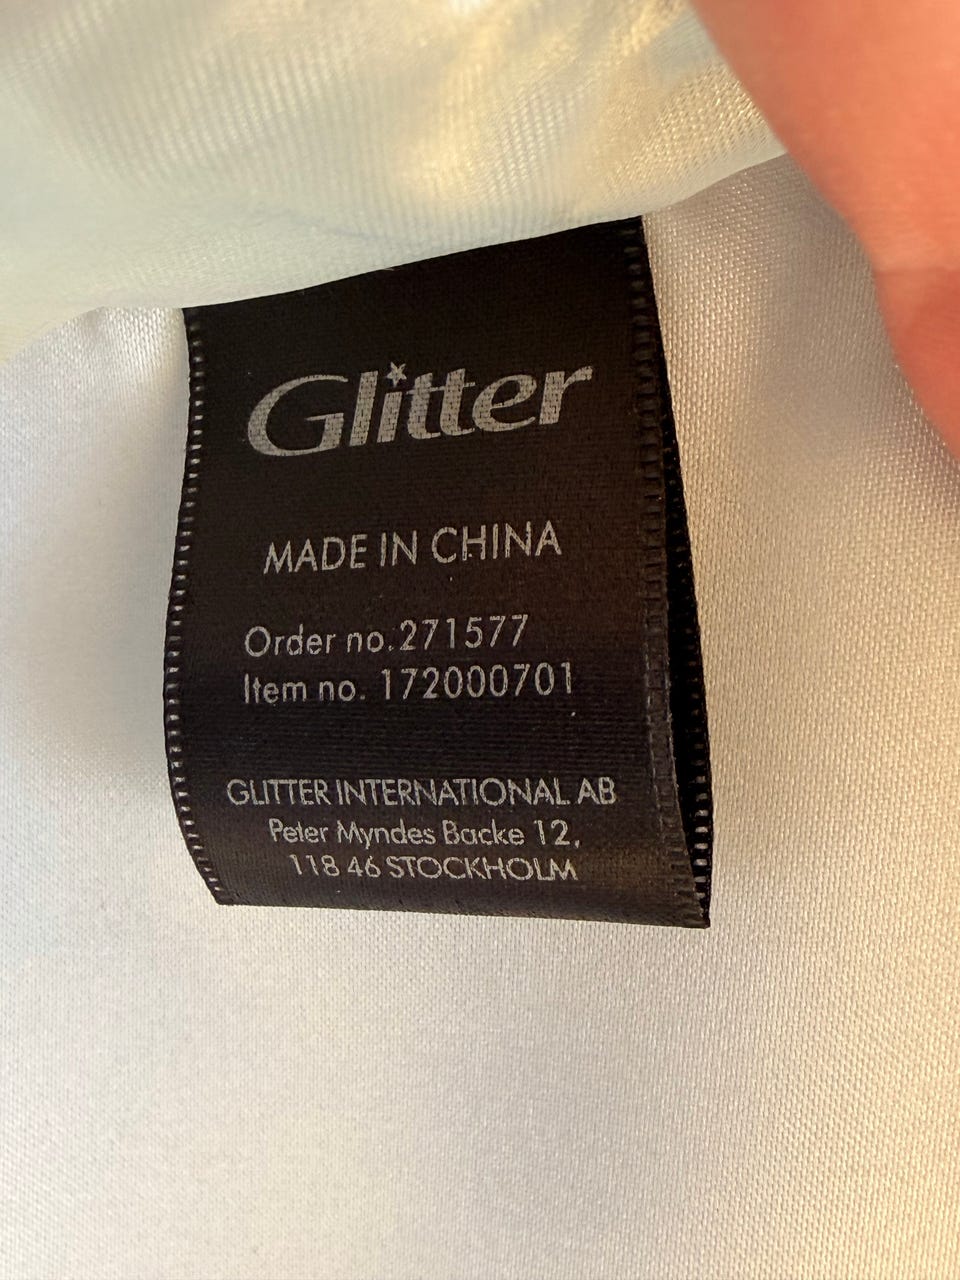 Glitter
MADE IN CHINA
Order no.271577
Item no. 172000701
GLITTER INTERNATIONAL AB
Peter Myndes Backe 12,
118 46 STOCKHOLM